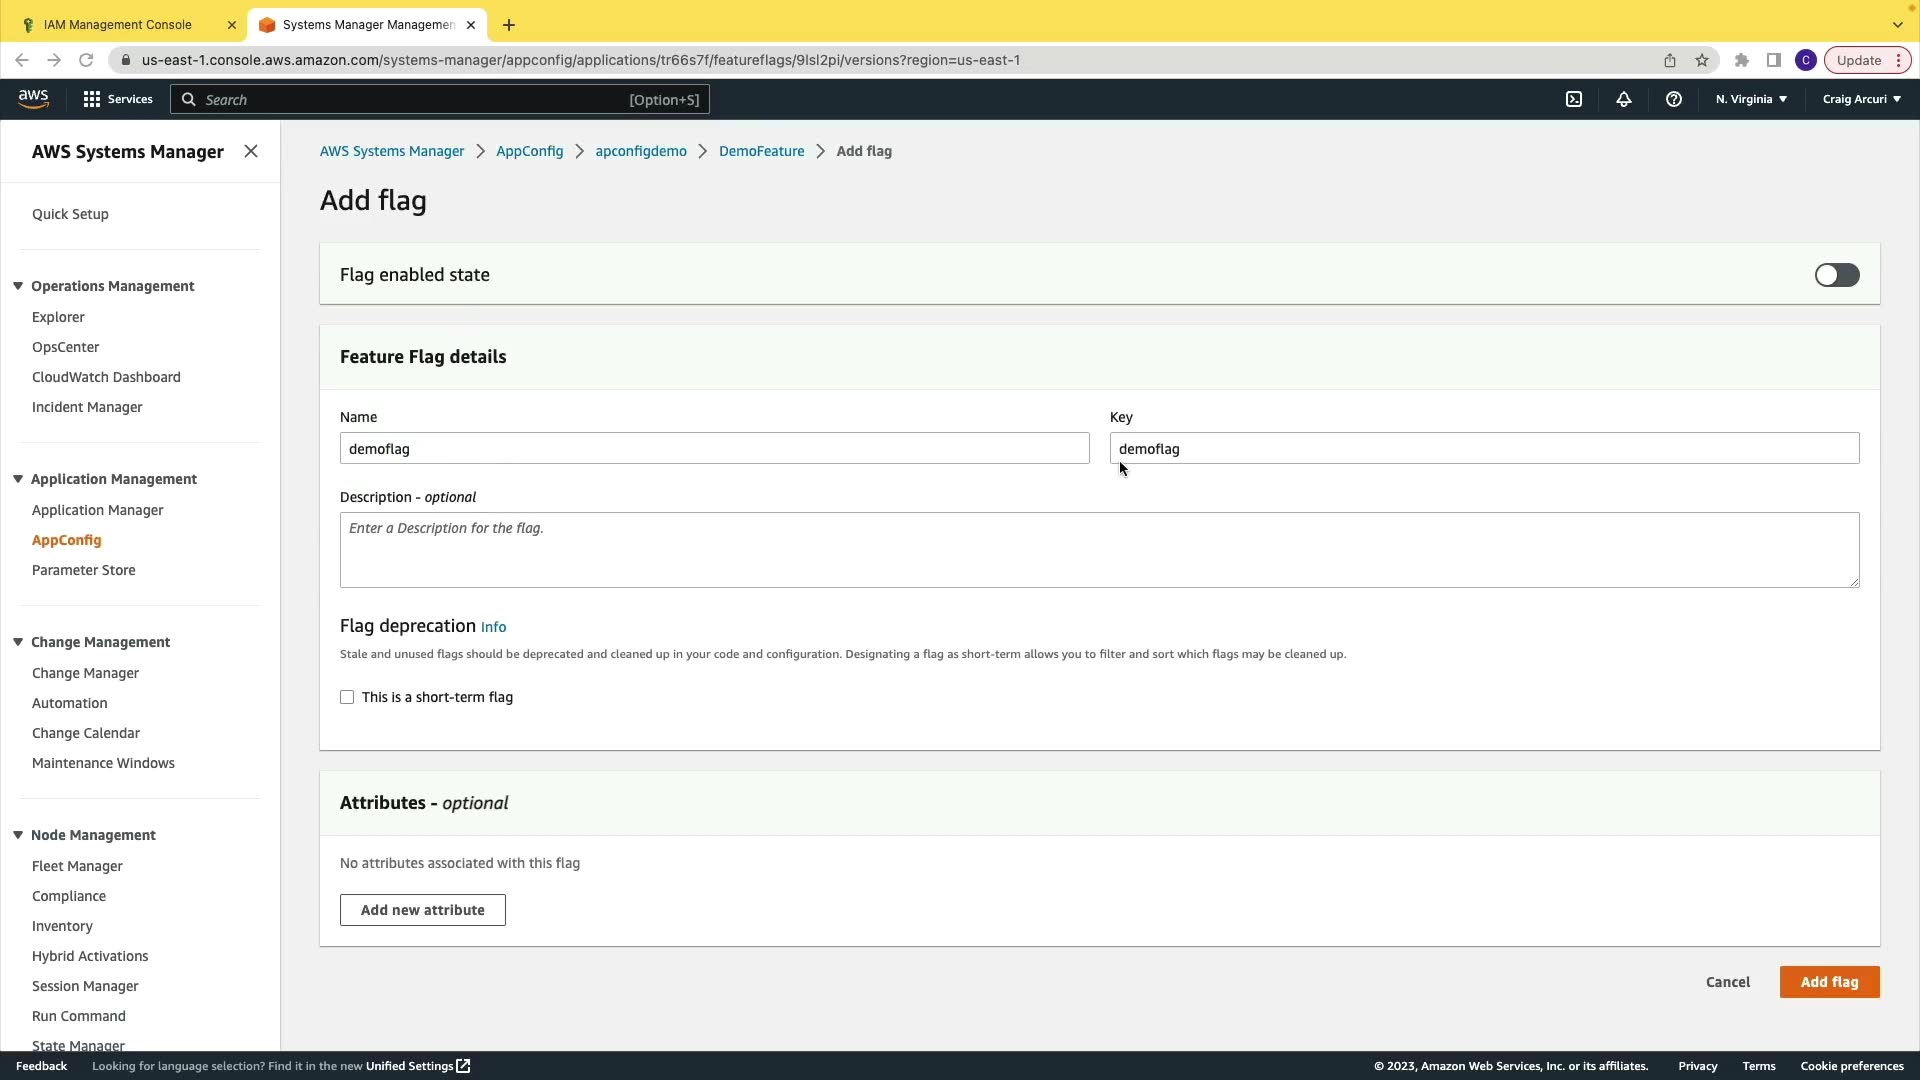 IAM Management Console
Systems Manager Managemen
us-east-1.console.aws.amazon.com/systems-manager/appconfig/applications/tr66s7f/featureflags/9lsl2pi/versions?region=us-east-1
C
Update
aws
Services
Search
[Option+S]
N. Virginia
Craig Arcuri
AWS Systems Manager
Quick Setup
Operations Management
Explorer
OpsCenter
CloudWatch Dashboard
Incident Manager
Application Management
Application Manager
AppConfig
Parameter Store
Change Management
Change Manager
Automation
Change Calendar
Maintenance Windows
Node Management
Fleet Manager
Compliance
Inventory
Hybrid Activations
Session Manager
Run Command
State Manager
AWS Systems Manager > AppConfig > apconfigdemo > DemoFeature > Add flag
Add flag
Flag enabled state
Feature Flag details
Name
demoflag
Key
demoflag
Description - optional
Enter a Description for the flag.
Flag deprecation Info
Stale and unused flags should be deprecated and cleaned up in your code and configuration. Designating a flag as short-term allows you to filter and sort which flags may be cleaned up.
This is a short-term flag
Attributes - optional
No attributes associated with this flag
Add new attribute
Cancel
Add flag
Feedback
Looking for language selection? Find it in the new Unified Settings
© 2023, Amazon Web Services, Inc. or its affiliates.
Privacy
Terms
Cookie preferences